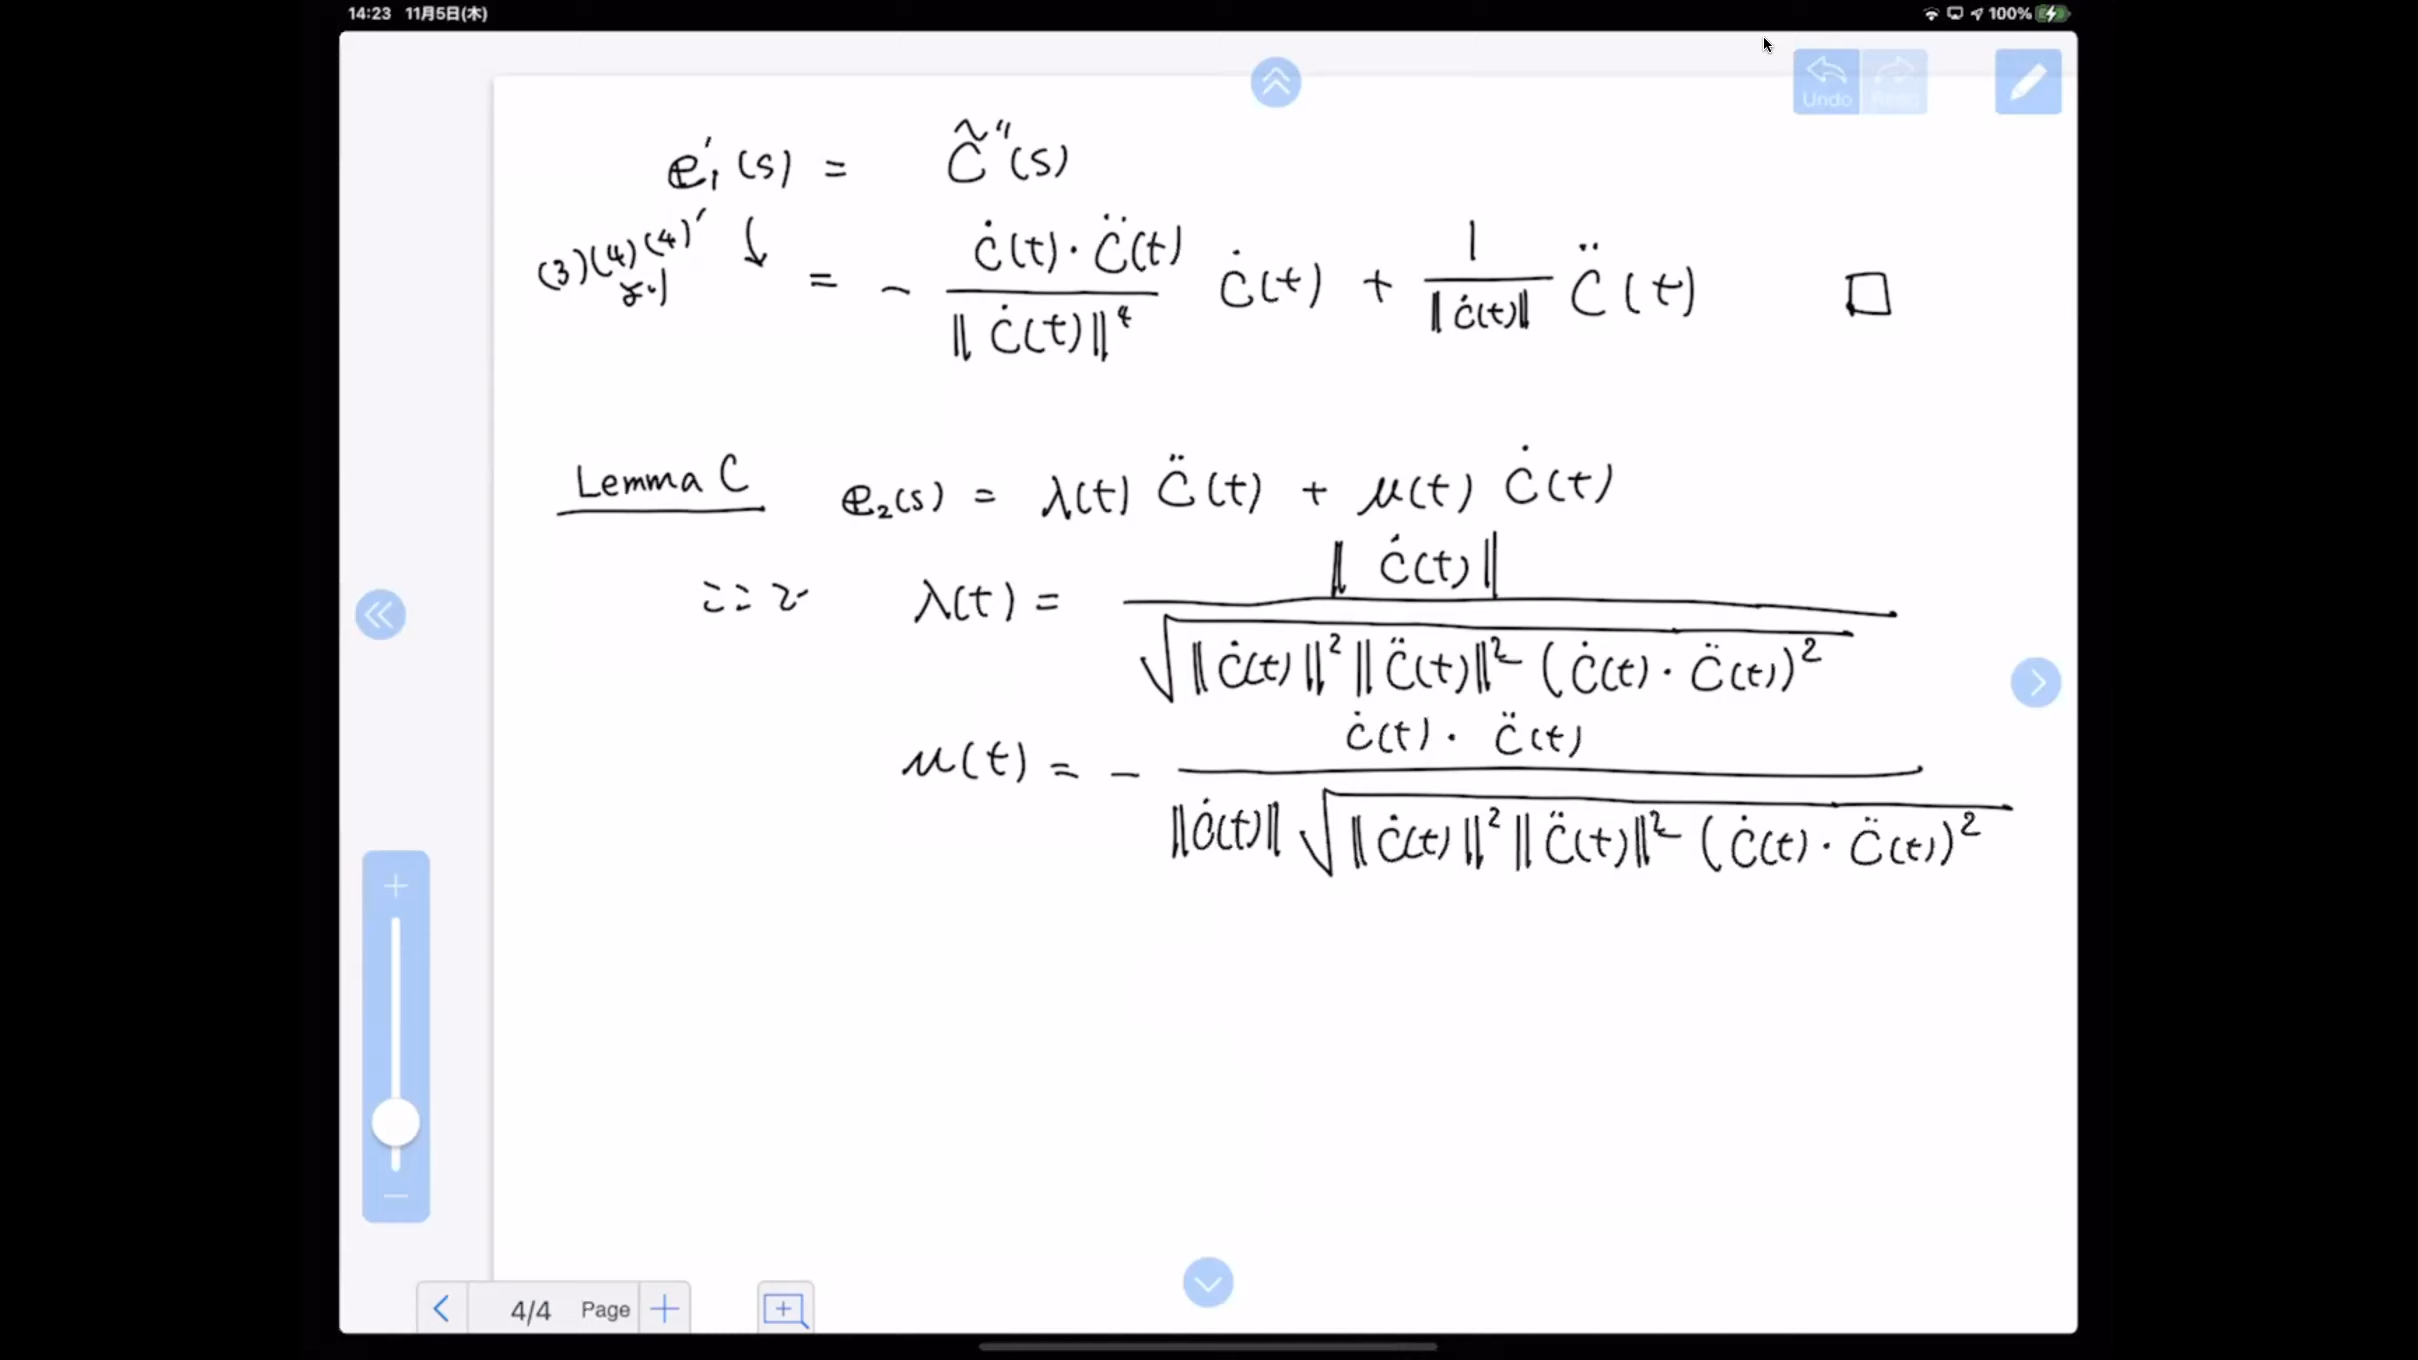 14:23 11月5日(木) 100%
Undo Redo
e₁'(s) = C̃''(s)
(3)(4)(4)' より ↓ = - Ċ(t)·C̈(t) / ‖Ċ(t)‖⁴ Ċ(t) + 1 / ‖Ċ(t)‖ C̈(t) □
Lemma C e₂(s) = λ(t) C̈(t) + μ(t) Ċ(t)
ここで λ(t) = ‖Ċ(t)‖ / √(‖Ċ(t)‖²‖C̈(t)‖² (Ċ(t)·C̈(t))²)
μ(t) = - Ċ(t)·C̈(t) / ‖Ċ(t)‖ √(‖Ċ(t)‖²‖C̈(t)‖² (Ċ(t)·C̈(t))²)
4/4 Page